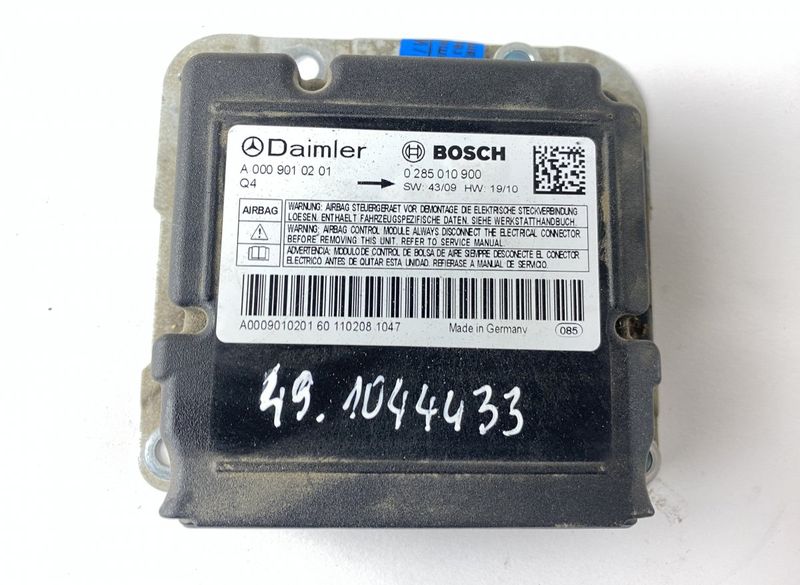 Daimler BOSCH
A 000 901 02 01 0 285 010 900
Q4 SW: 43/09 HW: 19/10
AIRBAG
WARNUNG: AIRBAG STEUERGERAET VOR DEMONTAGE DIE ELEKTRISCHE STECKVERBINDUNG
LOESEN. ENTHAELT FAHRZEUGSPEZIFISCHE DATEN. SIEHE WERKSTATTHANDBUCH.
WARNING: AIRBAG CONTROL MODULE ALWAYS DISCONNECT THE ELECTRICAL CONNECTOR
BEFORE REMOVING THIS UNIT. REFER TO SERVICE MANUAL.
ADVERTENCIA: MODULO DE CONTROL DE BOLSA DE AIRE SIEMPRE DESCONECTE EL CONECTOR
ELECTRICO ANTES DE QUITAR ESTA UNIDAD. REFIERASE A MANUAL DE SERVICIO.
A0009010201 60 110208 1047 Made in Germany 085
49.1044433